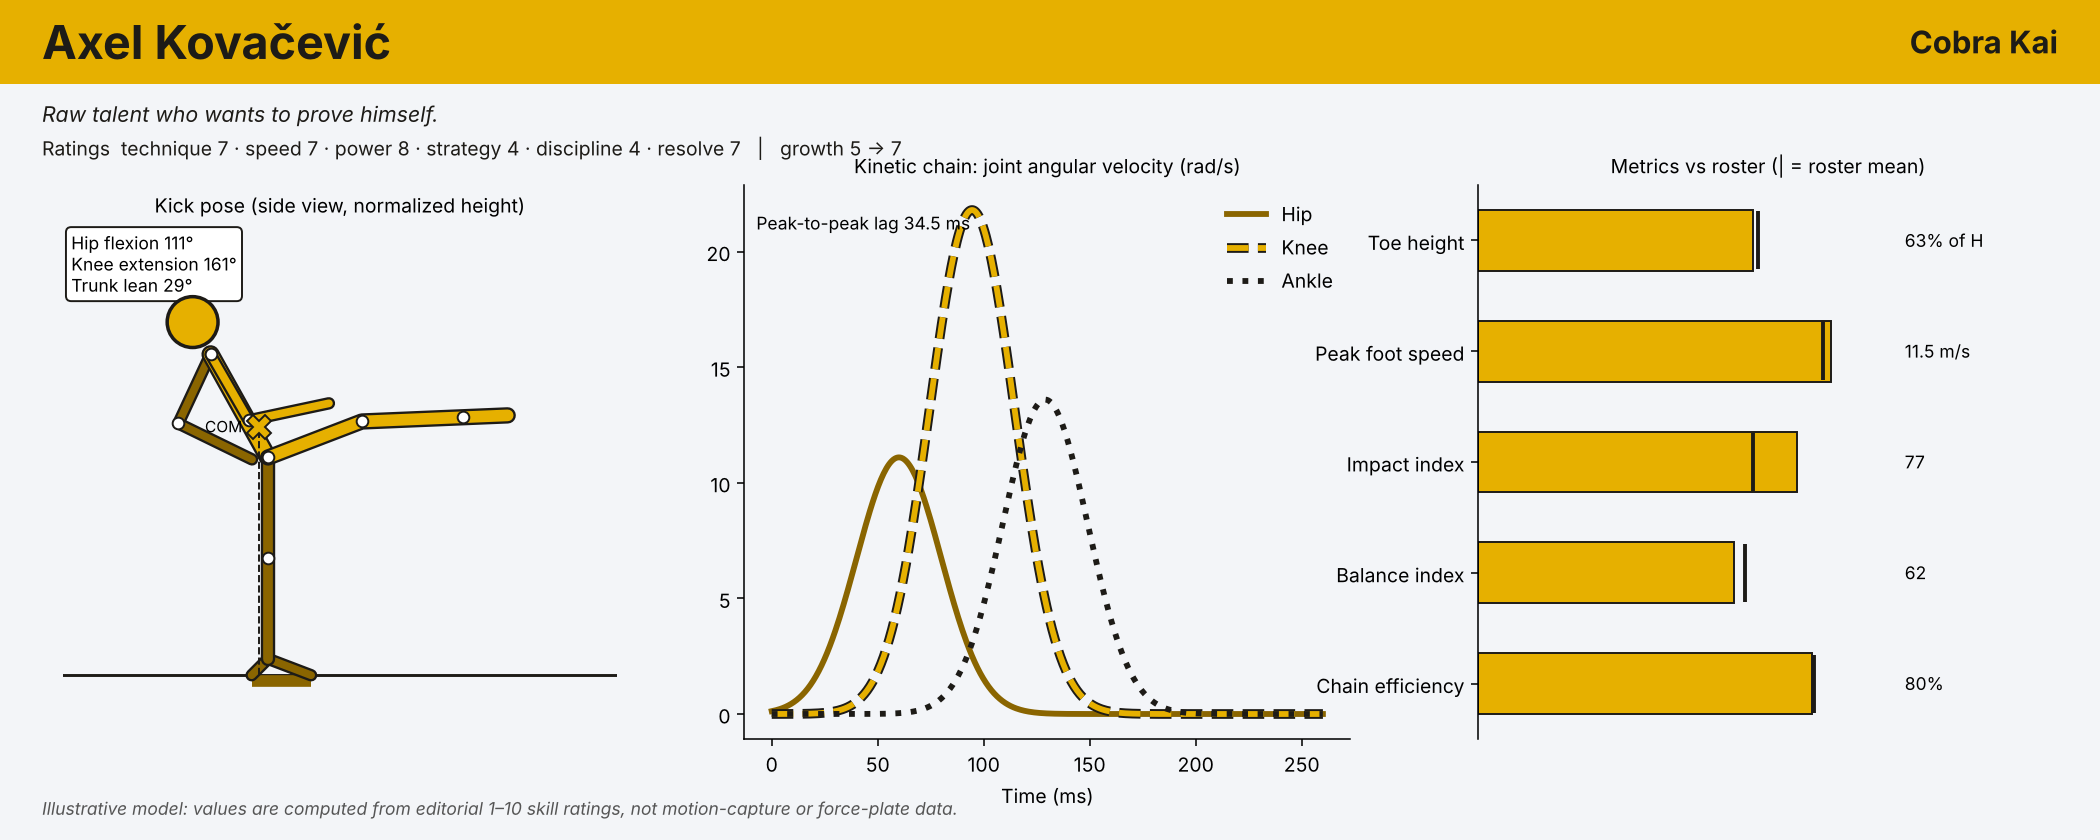 Axel Kovačević
Cobra Kai
Raw talent who wants to prove himself.
Ratings  technique 7 · speed 7 · power 8 · strategy 4 · discipline 4 · resolve 7  |  growth 5 → 7
Kick pose (side view, normalized height)
Hip flexion 111°
Knee extension 161°
Trunk lean 29°
COM
Kinetic chain: joint angular velocity (rad/s)
Peak-to-peak lag 34.5 ms
Hip
Knee
Ankle
20
15
10
5
0
0 50 100 150 200 250
Time (ms)
Metrics vs roster (| = roster mean)
Toe height 63% of H
Peak foot speed 11.5 m/s
Impact index 77
Balance index 62
Chain efficiency 80%
Illustrative model: values are computed from editorial 1–10 skill ratings, not motion-capture or force-plate data.